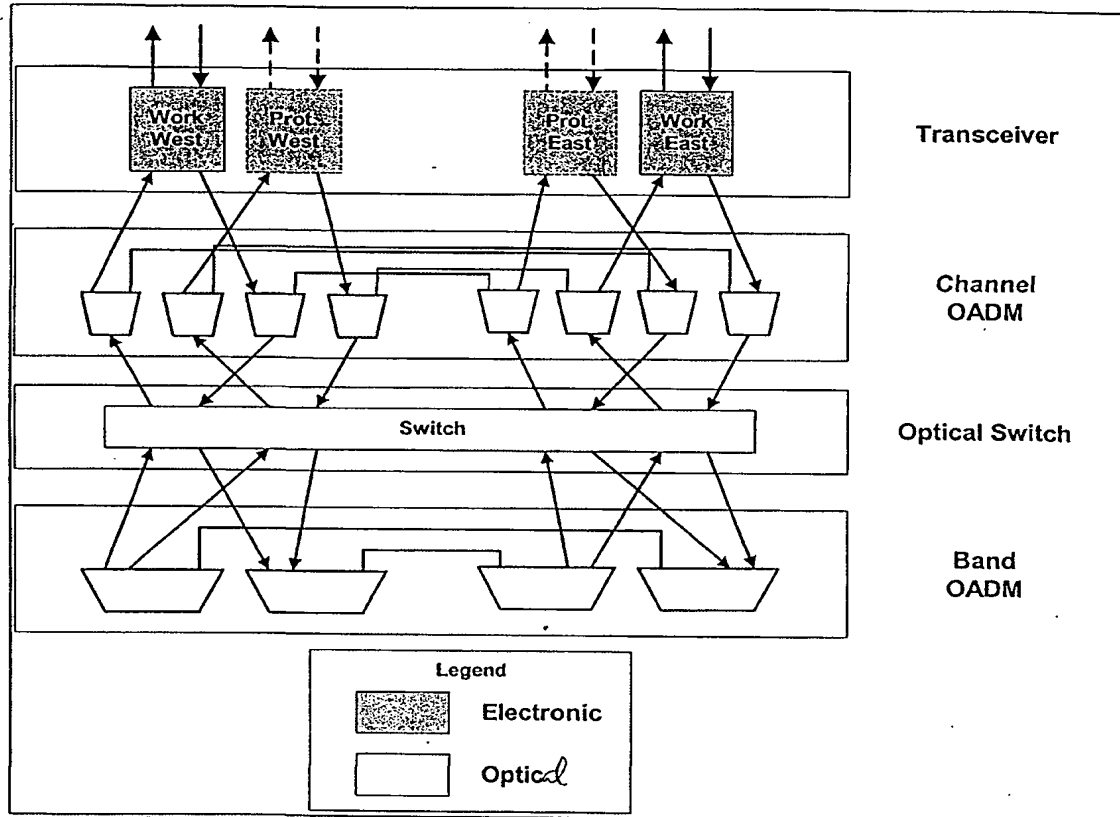 Work
West
Prot.
West
Prot
East
Work
East
Transceiver
Channel
OADM
Switch
Optical Switch
Band
OADM
Legend
Electronic
Optical